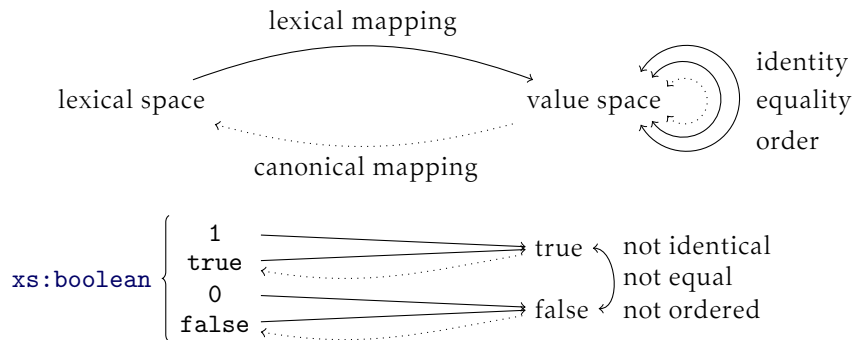 lexical mapping
lexical space
value space
identity
equality
order
canonical mapping
xs:boolean
1
true
0
false
true
false
not identical
not equal
not ordered